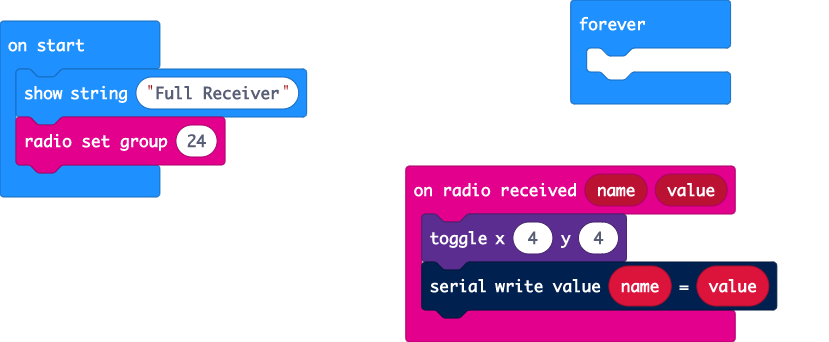 on start
show string "Full Receiver"
radio set group 24
forever
on radio received name value
toggle x 4 y 4
serial write value name = value